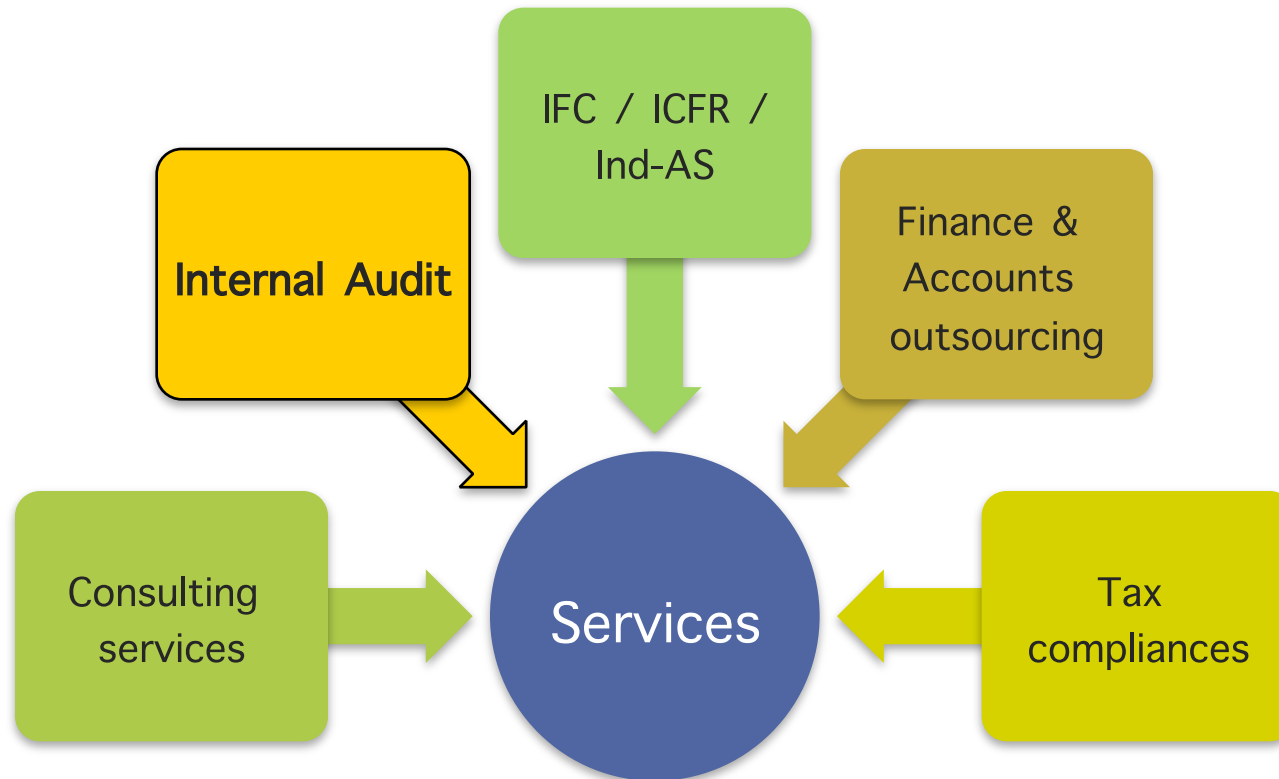 IFC / ICFR /
Ind-AS
Internal Audit
Finance &
Accounts
outsourcing
Consulting
services
Services
Tax
compliances